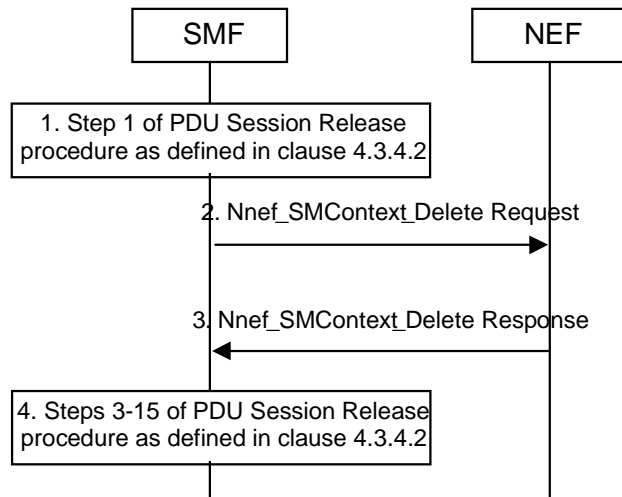 SMF
NEF
1. Step 1 of PDU Session Release
procedure as defined in clause 4.3.4.2
2. Nnef_SMContext_Delete Request
3. Nnef_SMContext_Delete Response
4. Steps 3-15 of PDU Session Release
procedure as defined in clause 4.3.4.2